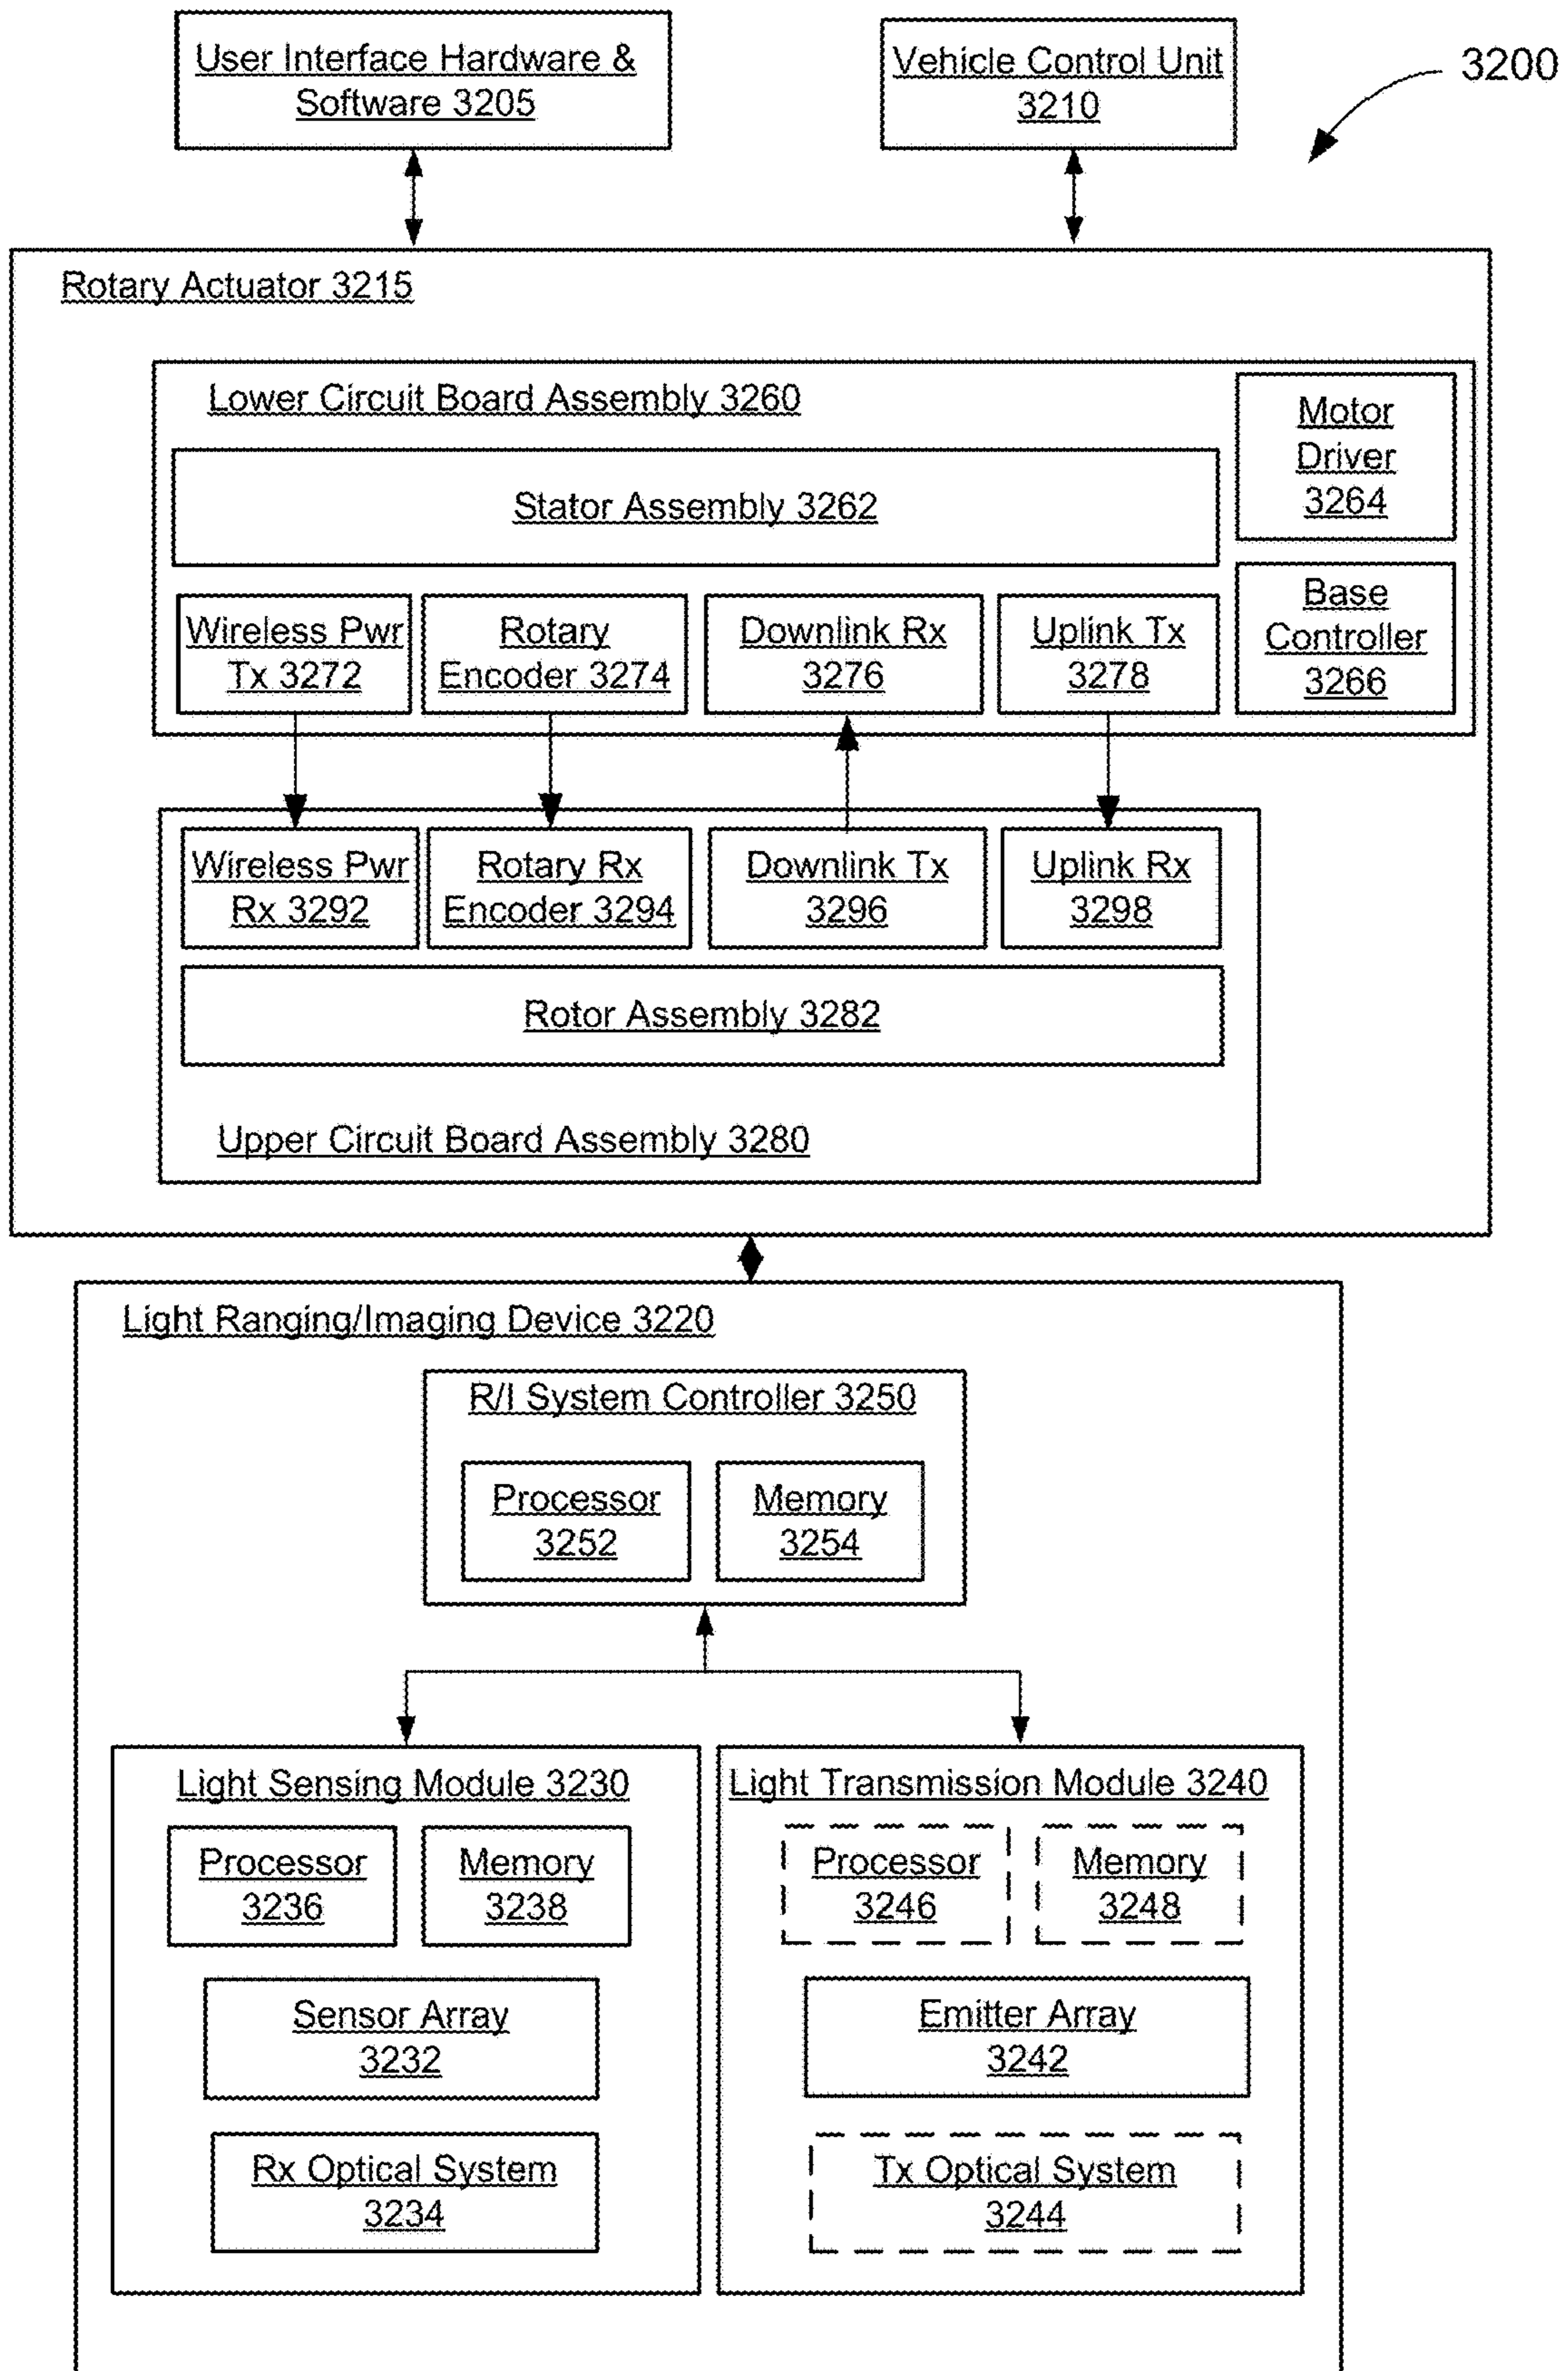 User Interface Hardware &
Software 3205
Vehicle Control Unit
3210
3200
Rotary Actuator 3215
Lower Circuit Board Assembly 3260
Motor
Driver
3264
Stator Assembly 3262
Wireless Pwr
Tx 3272
Rotary
Encoder 3274
Downlink Rx
3276
Uplink Tx
3278
Base
Controller
3266
Wireless Pwr
Rx 3292
Rotary Rx
Encoder 3294
Downlink Tx
3296
Uplink Rx
3298
Rotor Assembly 3282
Upper Circuit Board Assembly 3280
Light Ranging/Imaging Device 3220
R/I System Controller 3250
Processor
3252
Memory
3254
Light Sensing Module 3230
Processor
3236
Memory
3238
Sensor Array
3232
Rx Optical System
3234
Light Transmission Module 3240
Processor
3246
Memory
3248
Emitter Array
3242
Tx Optical System
3244